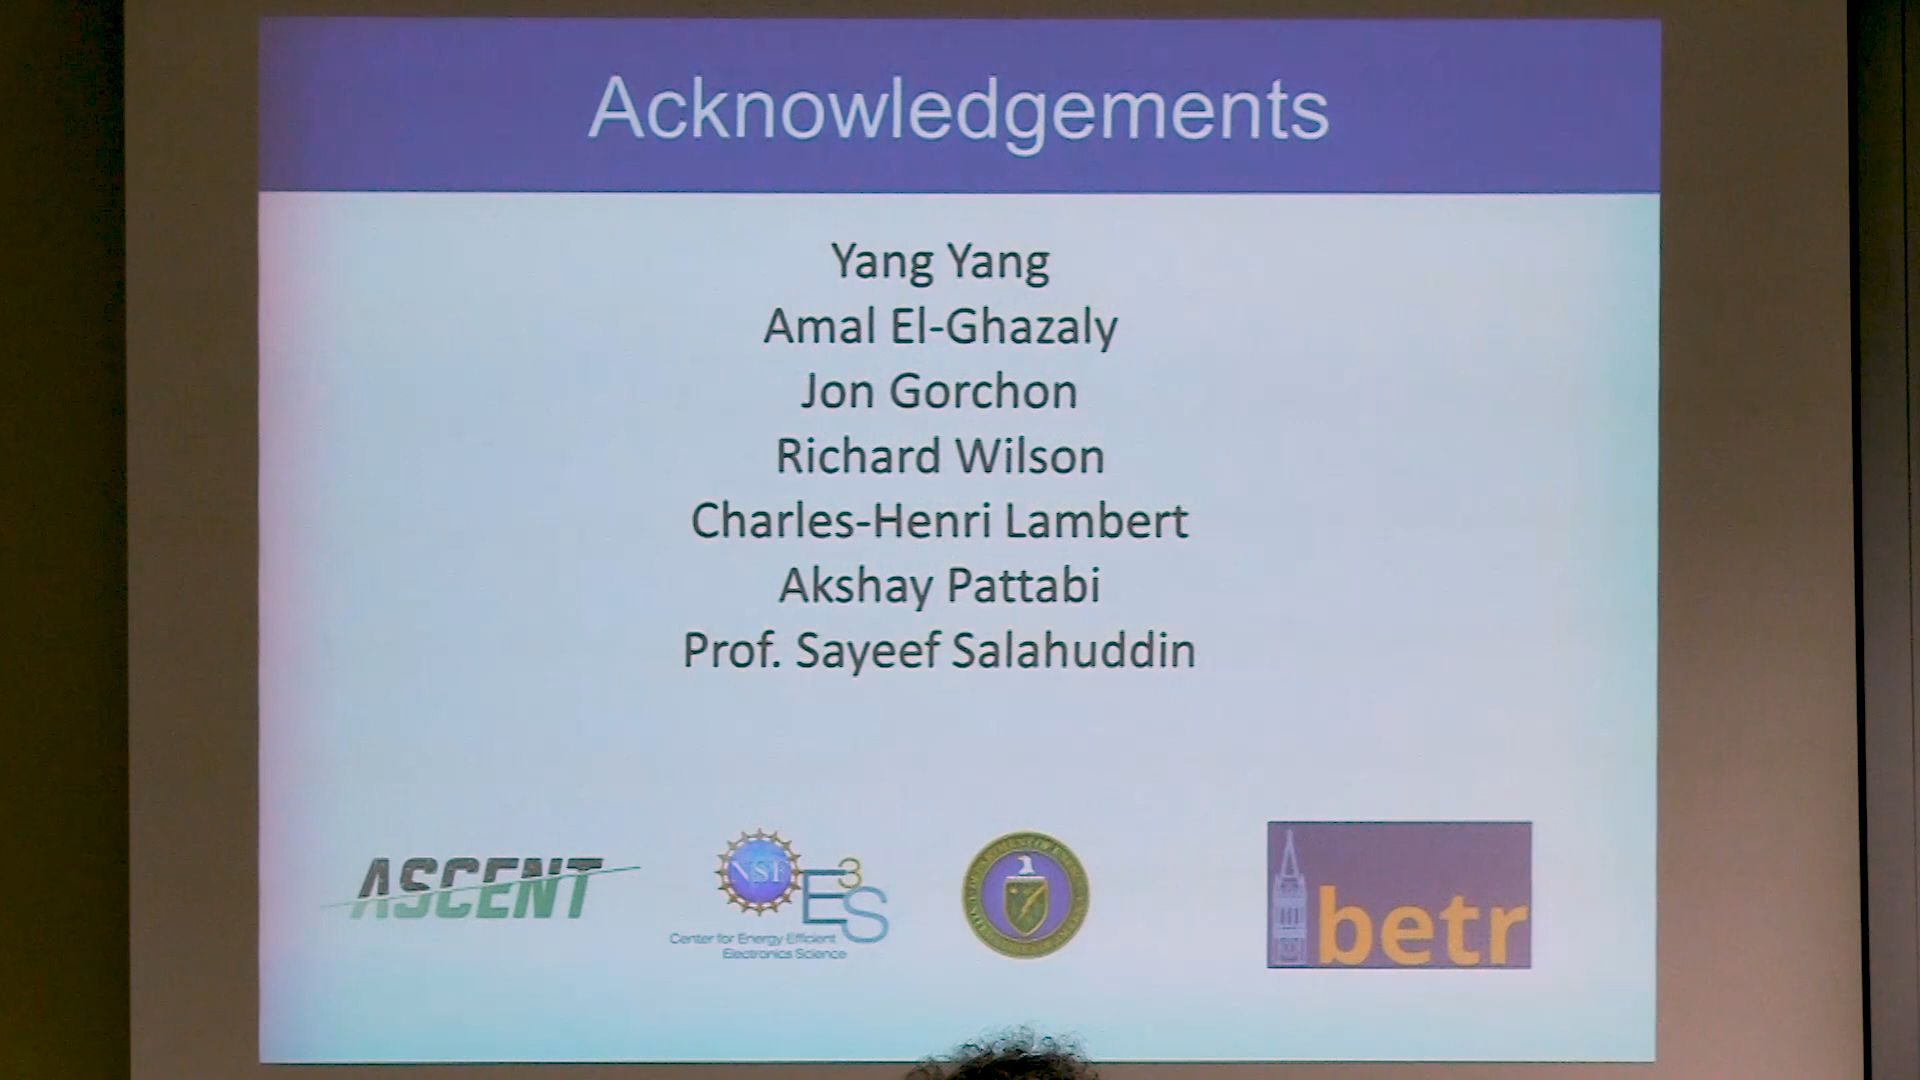 Acknowledgements
Yang Yang
Amal El-Ghazaly
Jon Gorchon
Richard Wilson
Charles-Henri Lambert
Akshay Pattabi
Prof. Sayeef Salahuddin
ASCENT
NSF
E3S
Center for Energy Efficient
Electronics Science
betr